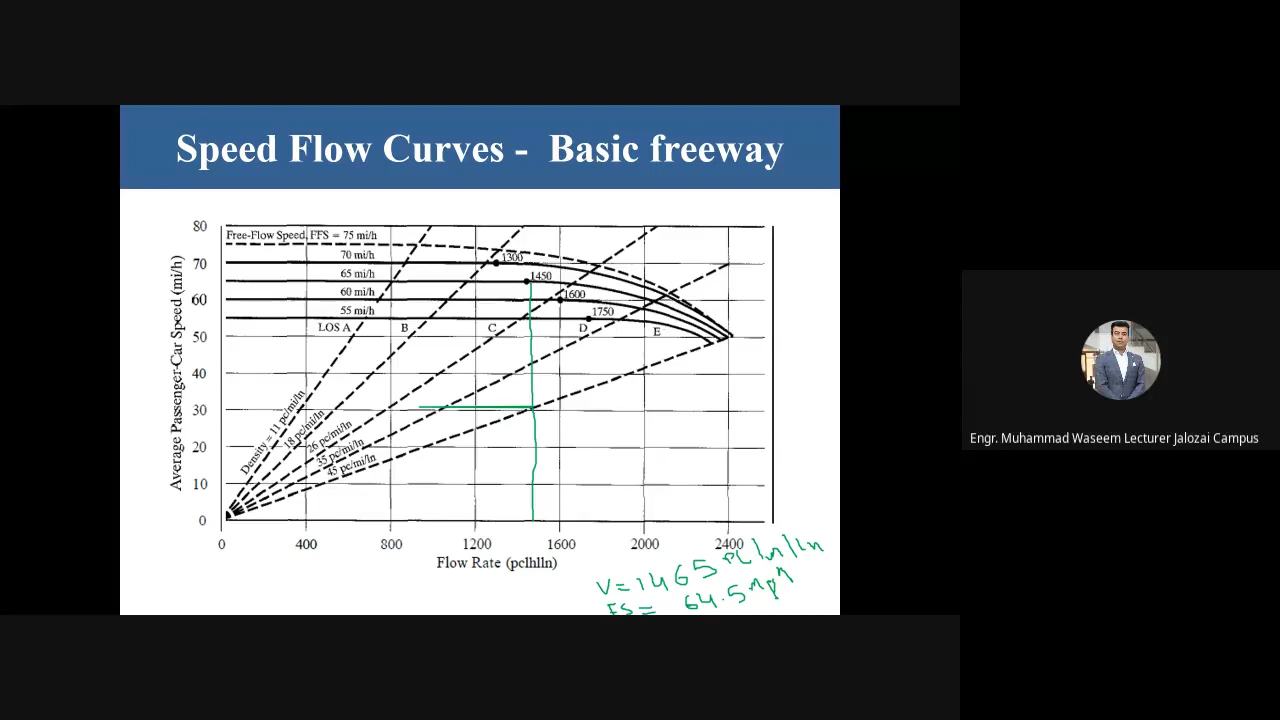 Speed Flow Curves - Basic freeway
Average Passenger-Car Speed (mi/h)
80
70
60
50
40
30
20
10
0
Free-Flow Speed, FFS = 75 mi/h
70 mi/h
65 mi/h
60 mi/h
55 mi/h
1300
1450
1600
1750
LOS A B C D E
Density = 11 pc/mi/ln
18 pc/mi/ln
26 pc/mi/ln
35 pc/mi/ln
45 pc/mi/ln
0 400 800 1200 1600 2000 2400
Flow Rate (pclhlln)
V = 1465 pc/h/ln
FS = 64.5 mph
Engr. Muhammad Waseem Lecturer Jalozai Campus